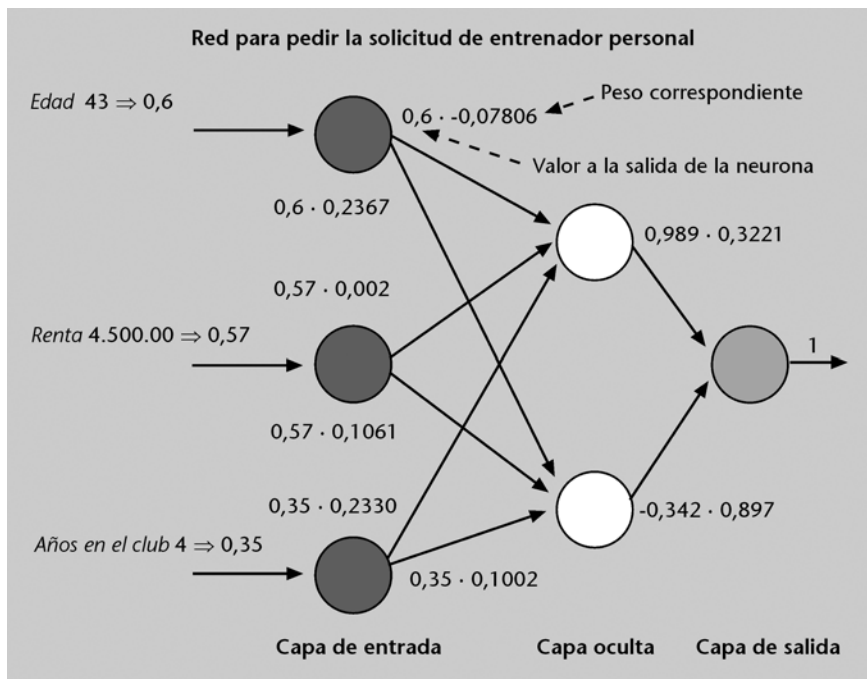 Red para pedir la solicitud de entrenador personal
Edad 43 ⇒ 0,6
0,6 · -0,07806
Peso correspondiente
Valor a la salida de la neurona
0,6 · 0,2367
0,989 · 0,3221
0,57 · 0,002
Renta 4.500.00 ⇒ 0,57
1
0,57 · 0,1061
0,35 · 0,2330
-0,342 · 0,897
Años en el club 4 ⇒ 0,35
0,35 · 0,1002
Capa de entrada
Capa oculta
Capa de salida